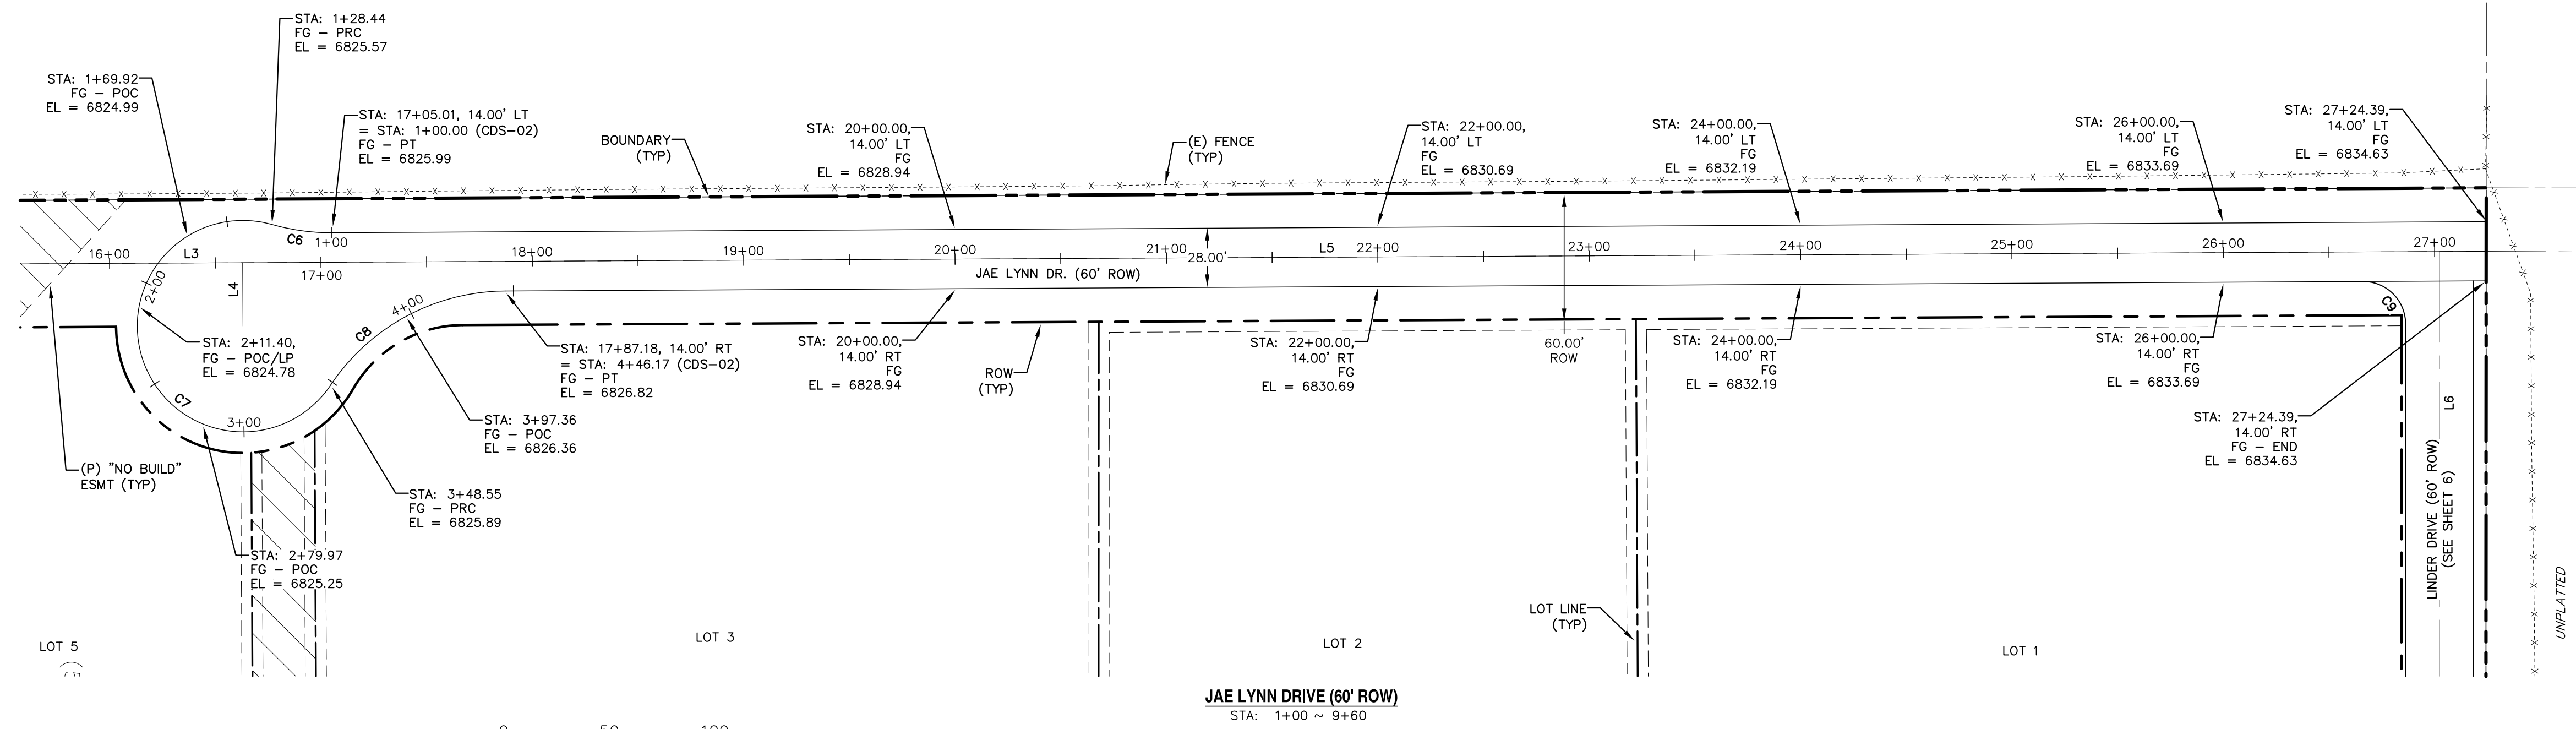 STA: 1+28.44
FG - PRC
EL = 6825.57
STA: 1+69.92
FG - POC
EL = 6824.99
STA: 17+05.01, 14.00' LT
= STA: 1+00.00 (CDS-02)
FG - PT
EL = 6825.99
BOUNDARY
(TYP)
STA: 20+00.00,
14.00' LT
FG
EL = 6828.94
(E) FENCE
(TYP)
STA: 22+00.00,
14.00' LT
FG
EL = 6830.69
STA: 24+00.00,
14.00' LT
FG
EL = 6832.19
STA: 26+00.00,
14.00' LT
FG
EL = 6833.69
STA: 27+24.39,
14.00' LT
FG
EL = 6834.63
C6
1+00
L3
16+00
17+00
18+00
19+00
20+00
21+00
28.00'
L5
22+00
23+00
24+00
25+00
26+00
27+00
JAE LYNN DR. (60' ROW)
2+00
L4
4+00
C8
C7
3+00
C9
STA: 2+11.40,
FG - POC/LP
EL = 6824.78
STA: 17+87.18, 14.00' RT
= STA: 4+46.17 (CDS-02)
FG - PT
EL = 6826.82
STA: 20+00.00,
14.00' RT
FG
EL = 6828.94
ROW
(TYP)
STA: 22+00.00,
14.00' RT
FG
EL = 6830.69
60.00'
ROW
STA: 24+00.00,
14.00' RT
FG
EL = 6832.19
STA: 26+00.00,
14.00' RT
FG
EL = 6833.69
STA: 27+24.39,
14.00' RT
FG - END
EL = 6834.63
L6
LINDER DRIVE (60' ROW)
(SEE SHEET 6)
UNPLATTED
(P) "NO BUILD"
ESMT (TYP)
STA: 3+97.36
FG - POC
EL = 6826.36
STA: 3+48.55
FG - PRC
EL = 6825.89
STA: 2+79.97
FG - POC
EL = 6825.25
LOT LINE
(TYP)
LOT 5
LOT 3
LOT 2
LOT 1
JAE LYNN DRIVE (60' ROW)
STA: 1+00 ~ 9+60